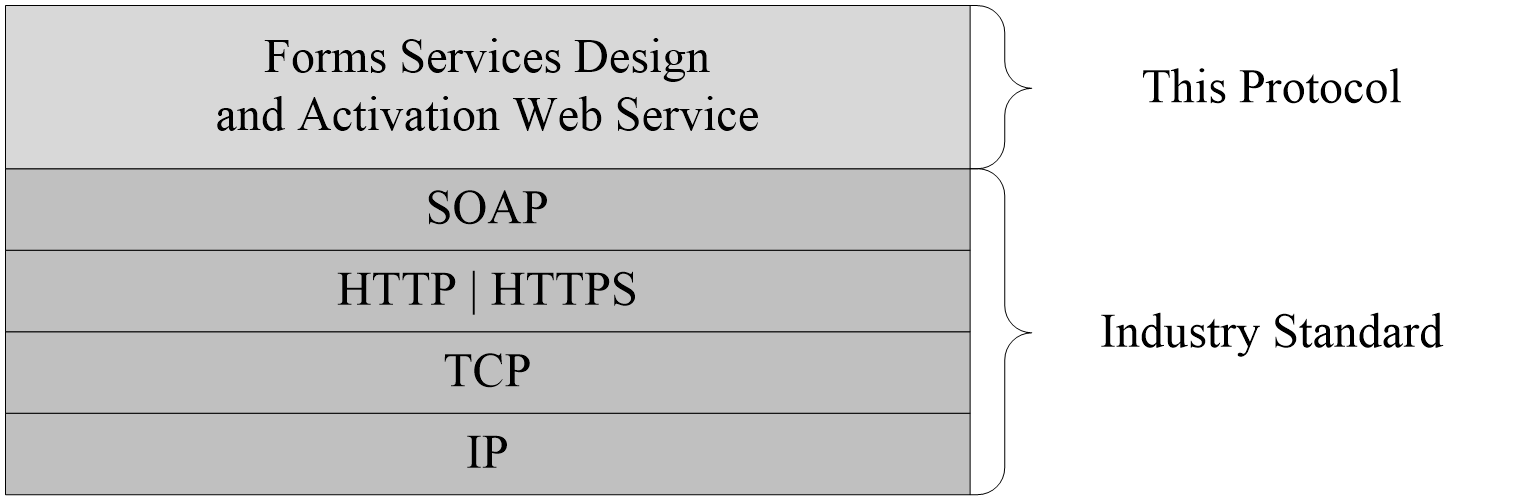 Forms Services Design
and Activation Web Service
This Protocol
SOAP
HTTP | HTTPS
TCP
IP
Industry Standard